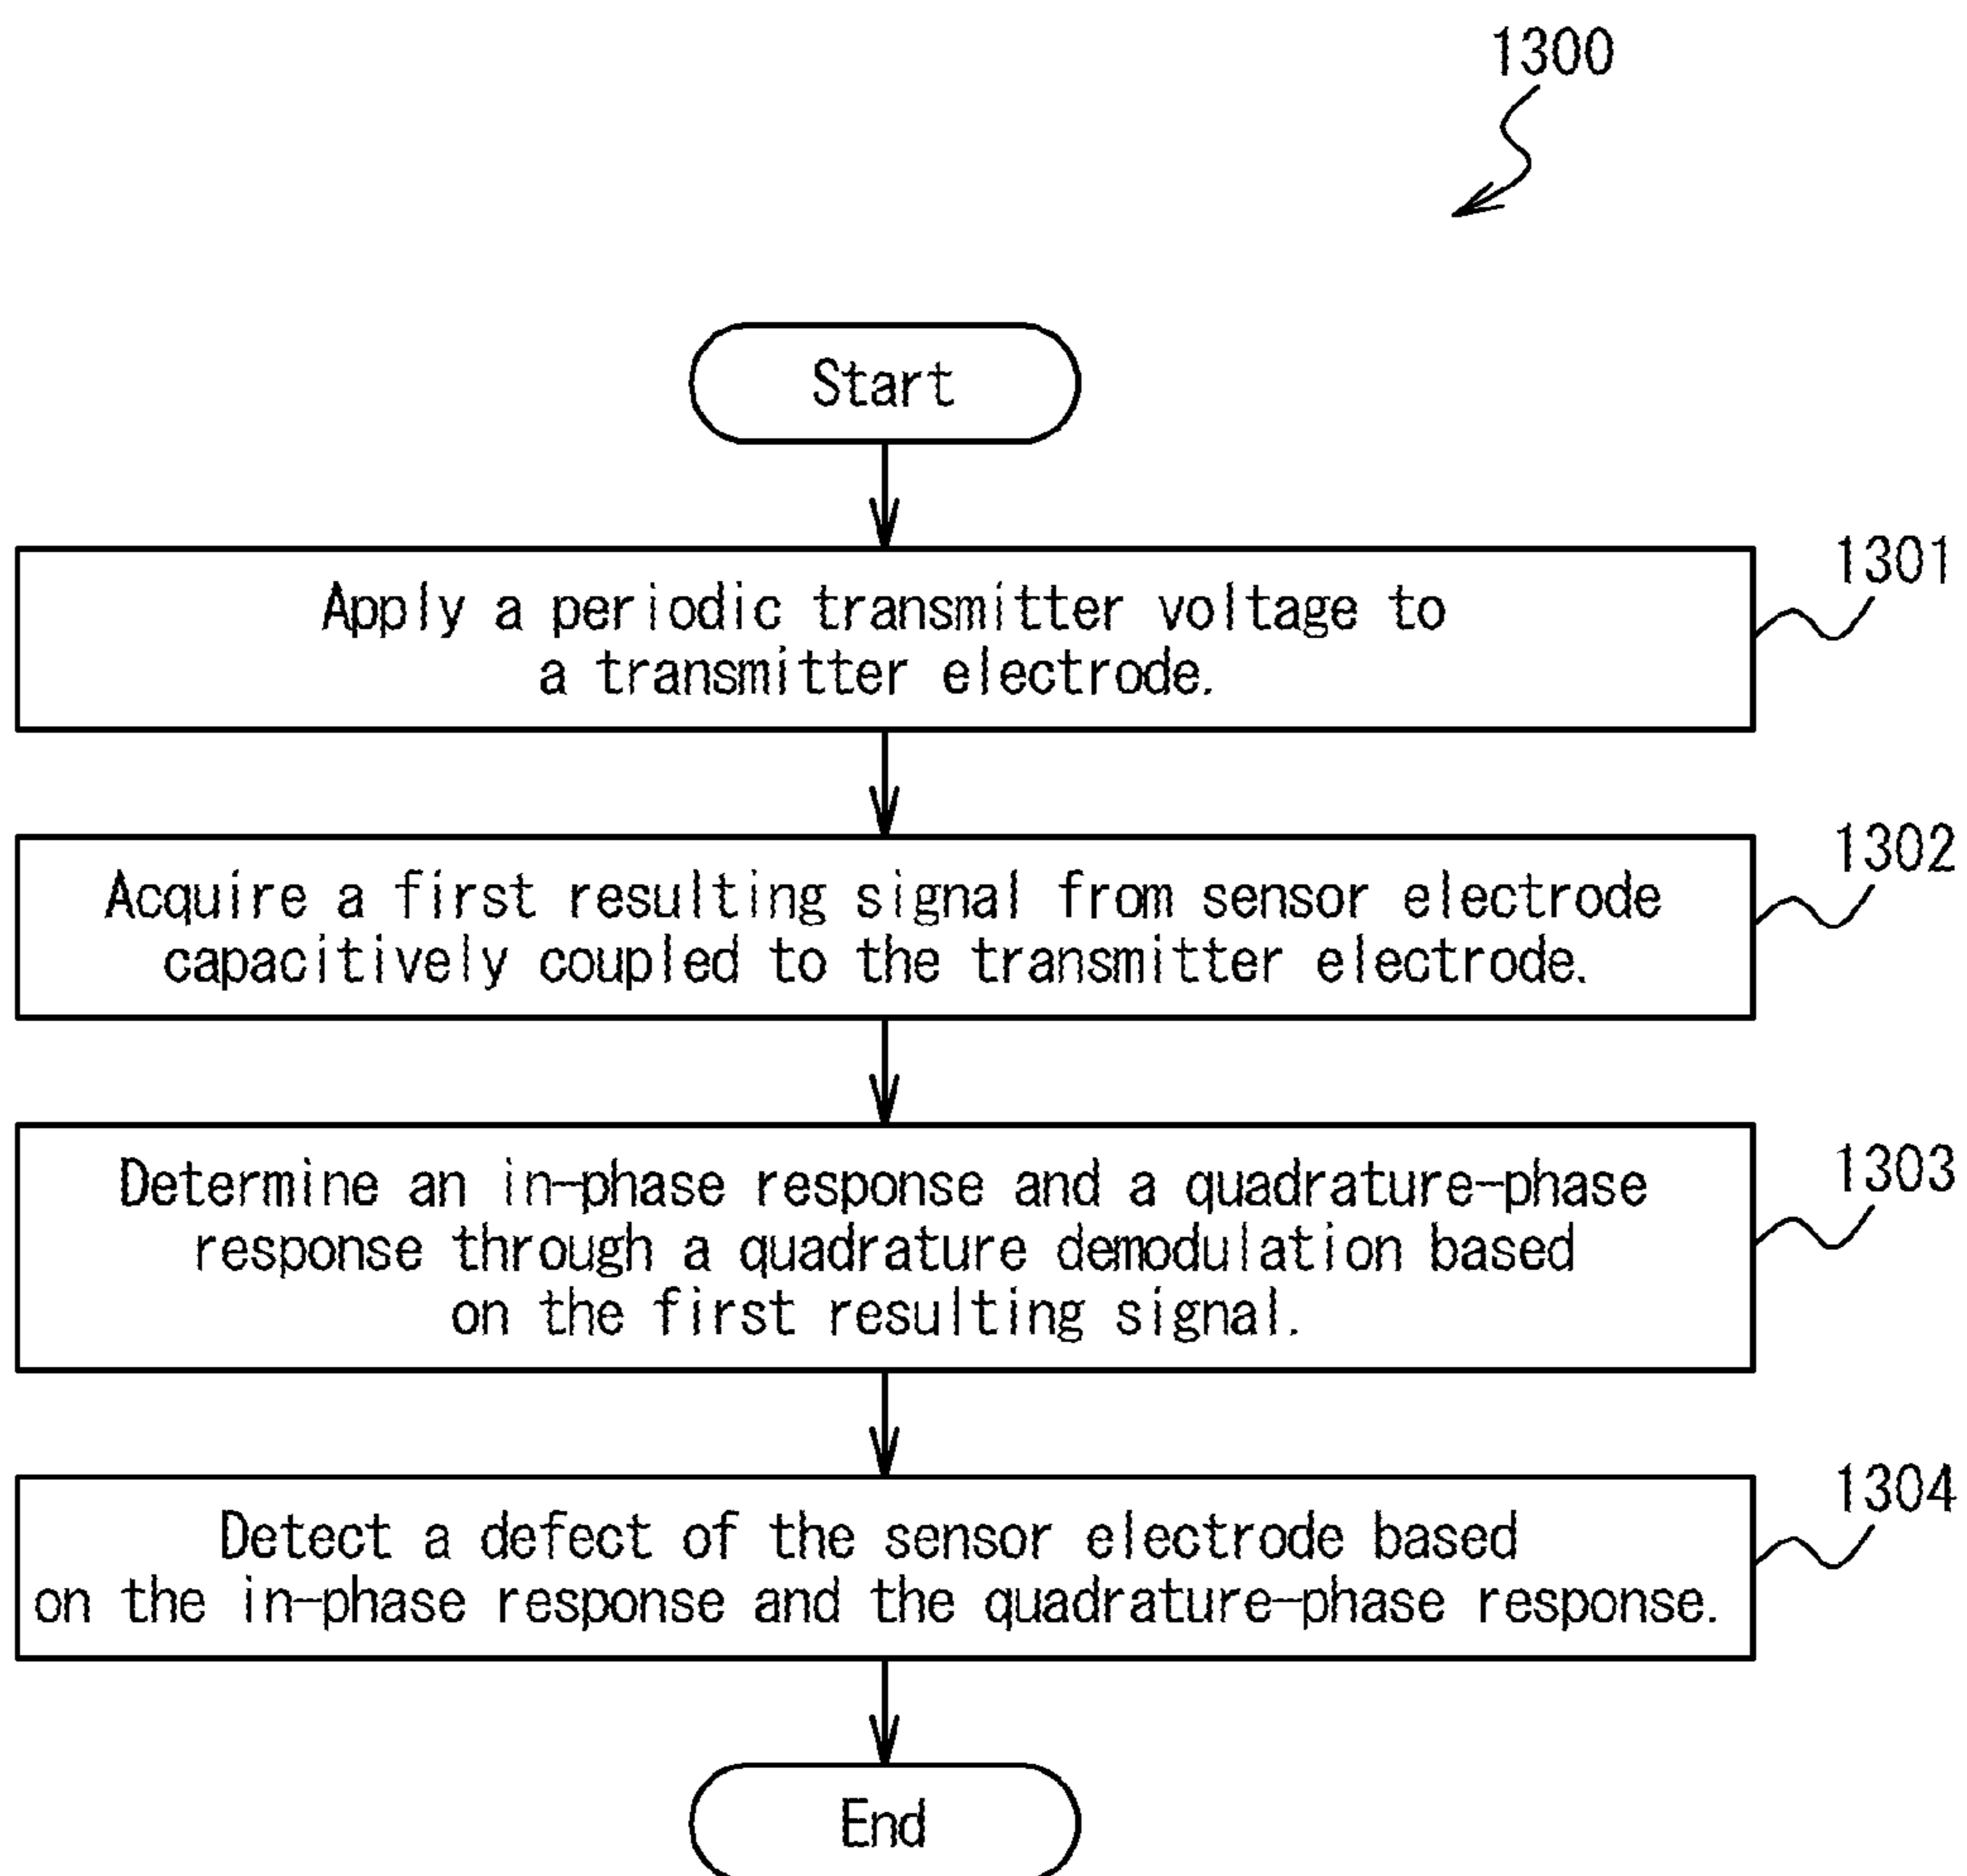 1300
Start
1301
Apply a periodic transmitter voltage to
a transmitter electrode.
1302
Acquire a first resulting signal from sensor electrode
capacitively coupled to the transmitter electrode.
1303
Determine an in-phase response and a quadrature-phase
response through a quadrature demodulation based
on the first resulting signal.
1304
Detect a defect of the sensor electrode based
on the in-phase response and the quadrature-phase response.
End